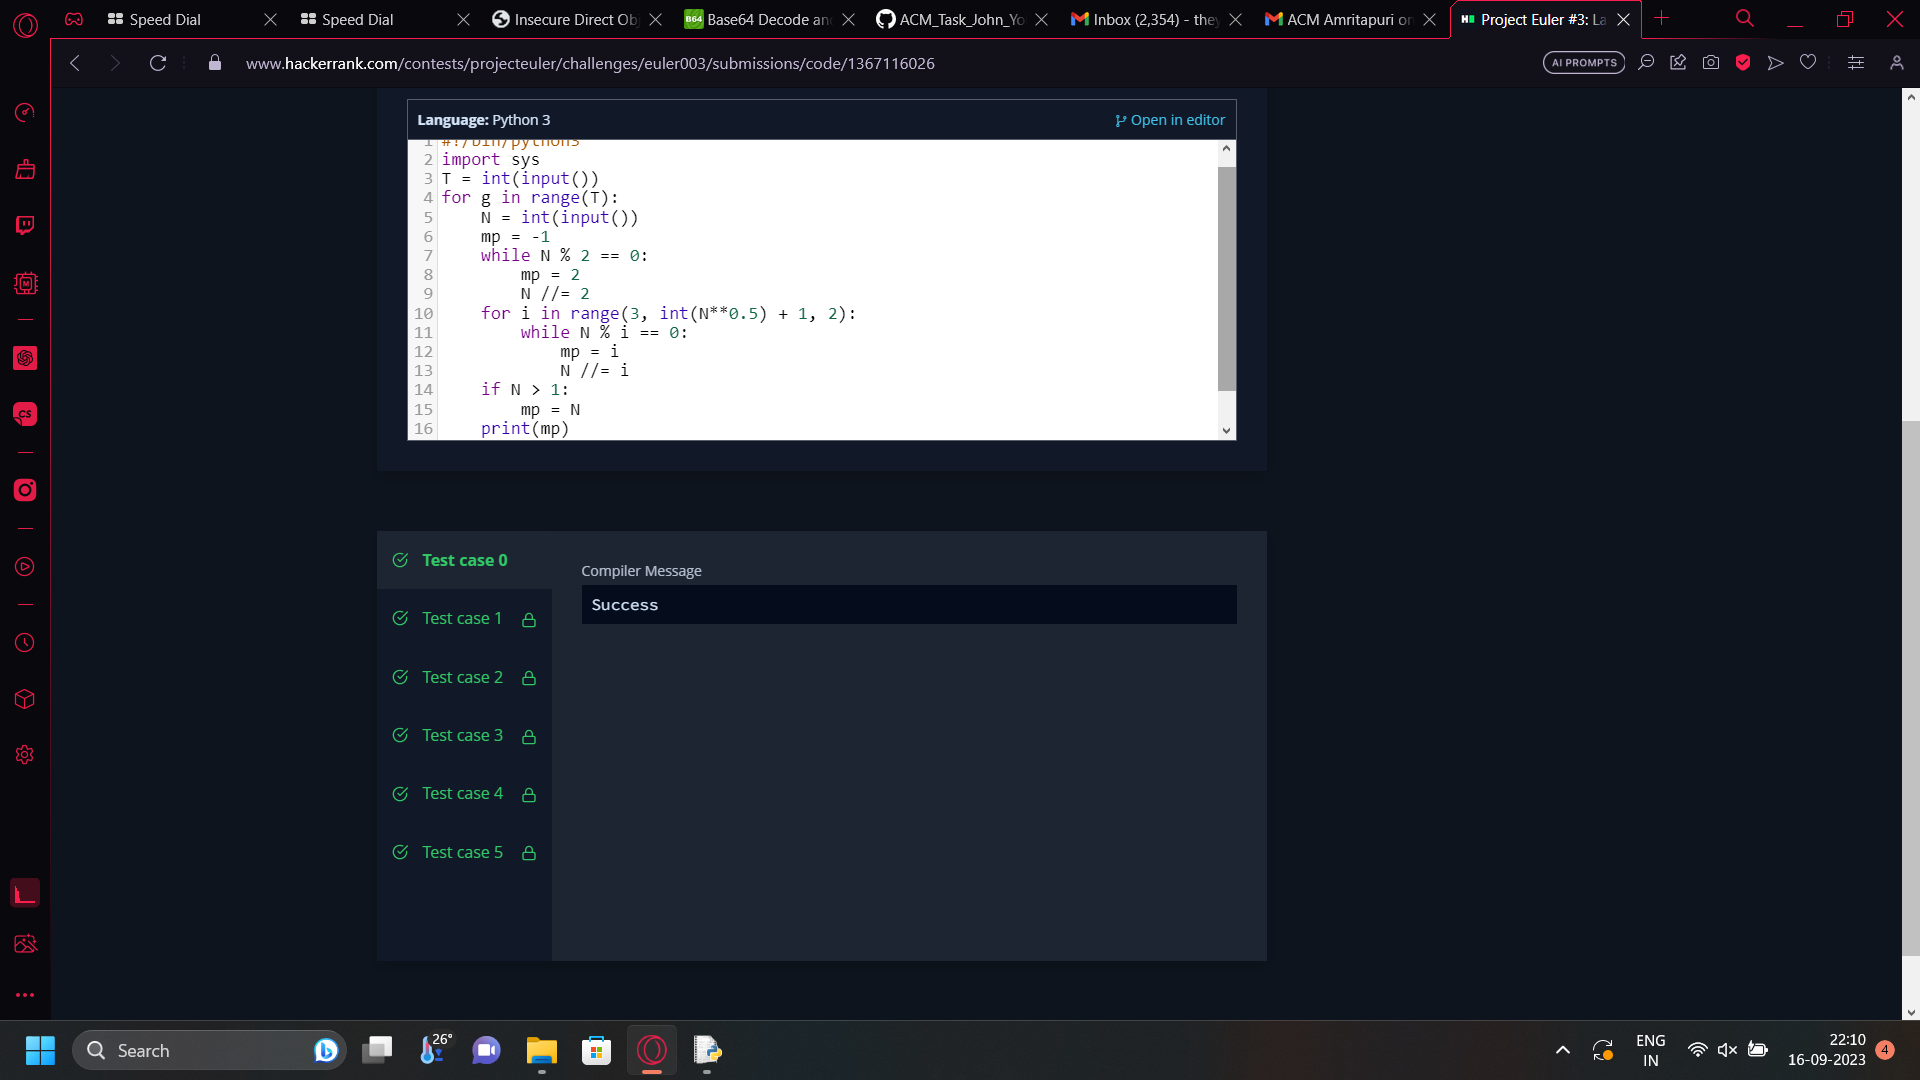 Speed Dial
Speed Dial
Insecure Direct Ob
B64 Base64 Decode an
ACM_Task_John_Yo
Inbox (2,354) - they
ACM Amritapuri on
Project Euler #3: La
www.hackerrank.com/contests/projecteuler/challenges/euler003/submissions/code/1367116026
AI PROMPTS
Language: Python 3
Open in editor
1 #!/bin/python3
2 import sys
3 T = int(input())
4 for g in range(T):
5     N = int(input())
6     mp = -1
7     while N % 2 == 0:
8         mp = 2
9         N //= 2
10     for i in range(3, int(N**0.5) + 1, 2):
11         while N % i == 0:
12             mp = i
13             N //= i
14     if N > 1:
15         mp = N
16     print(mp)
Test case 0
Compiler Message
Success
Test case 1
Test case 2
Test case 3
Test case 4
Test case 5
M
CS
Search
26°
ENG
IN
22:10
16-09-2023
4